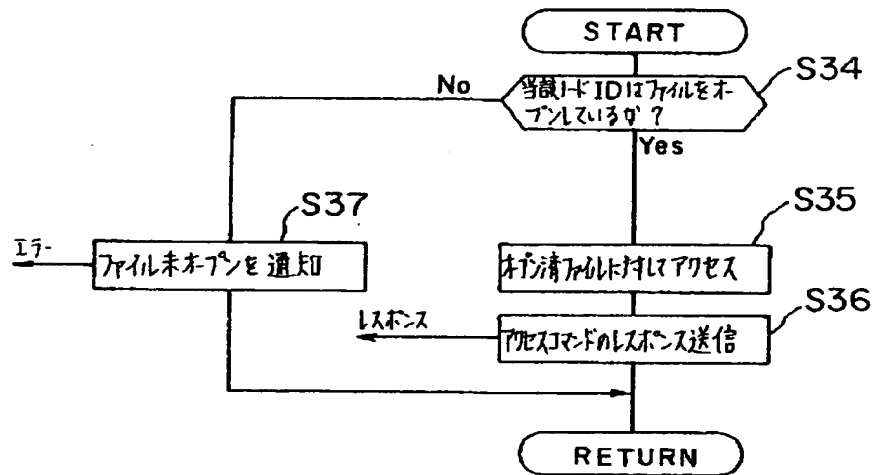 START
S34
No
当該ノードIDはファイルをオー
プンしているか?
Yes
S37
S35
エラー
ファイル未オープンを通知
オープン済ファイルに対してアクセス
S36
レスポンス
アクセスコマンドのレスポンス送信
RETURN